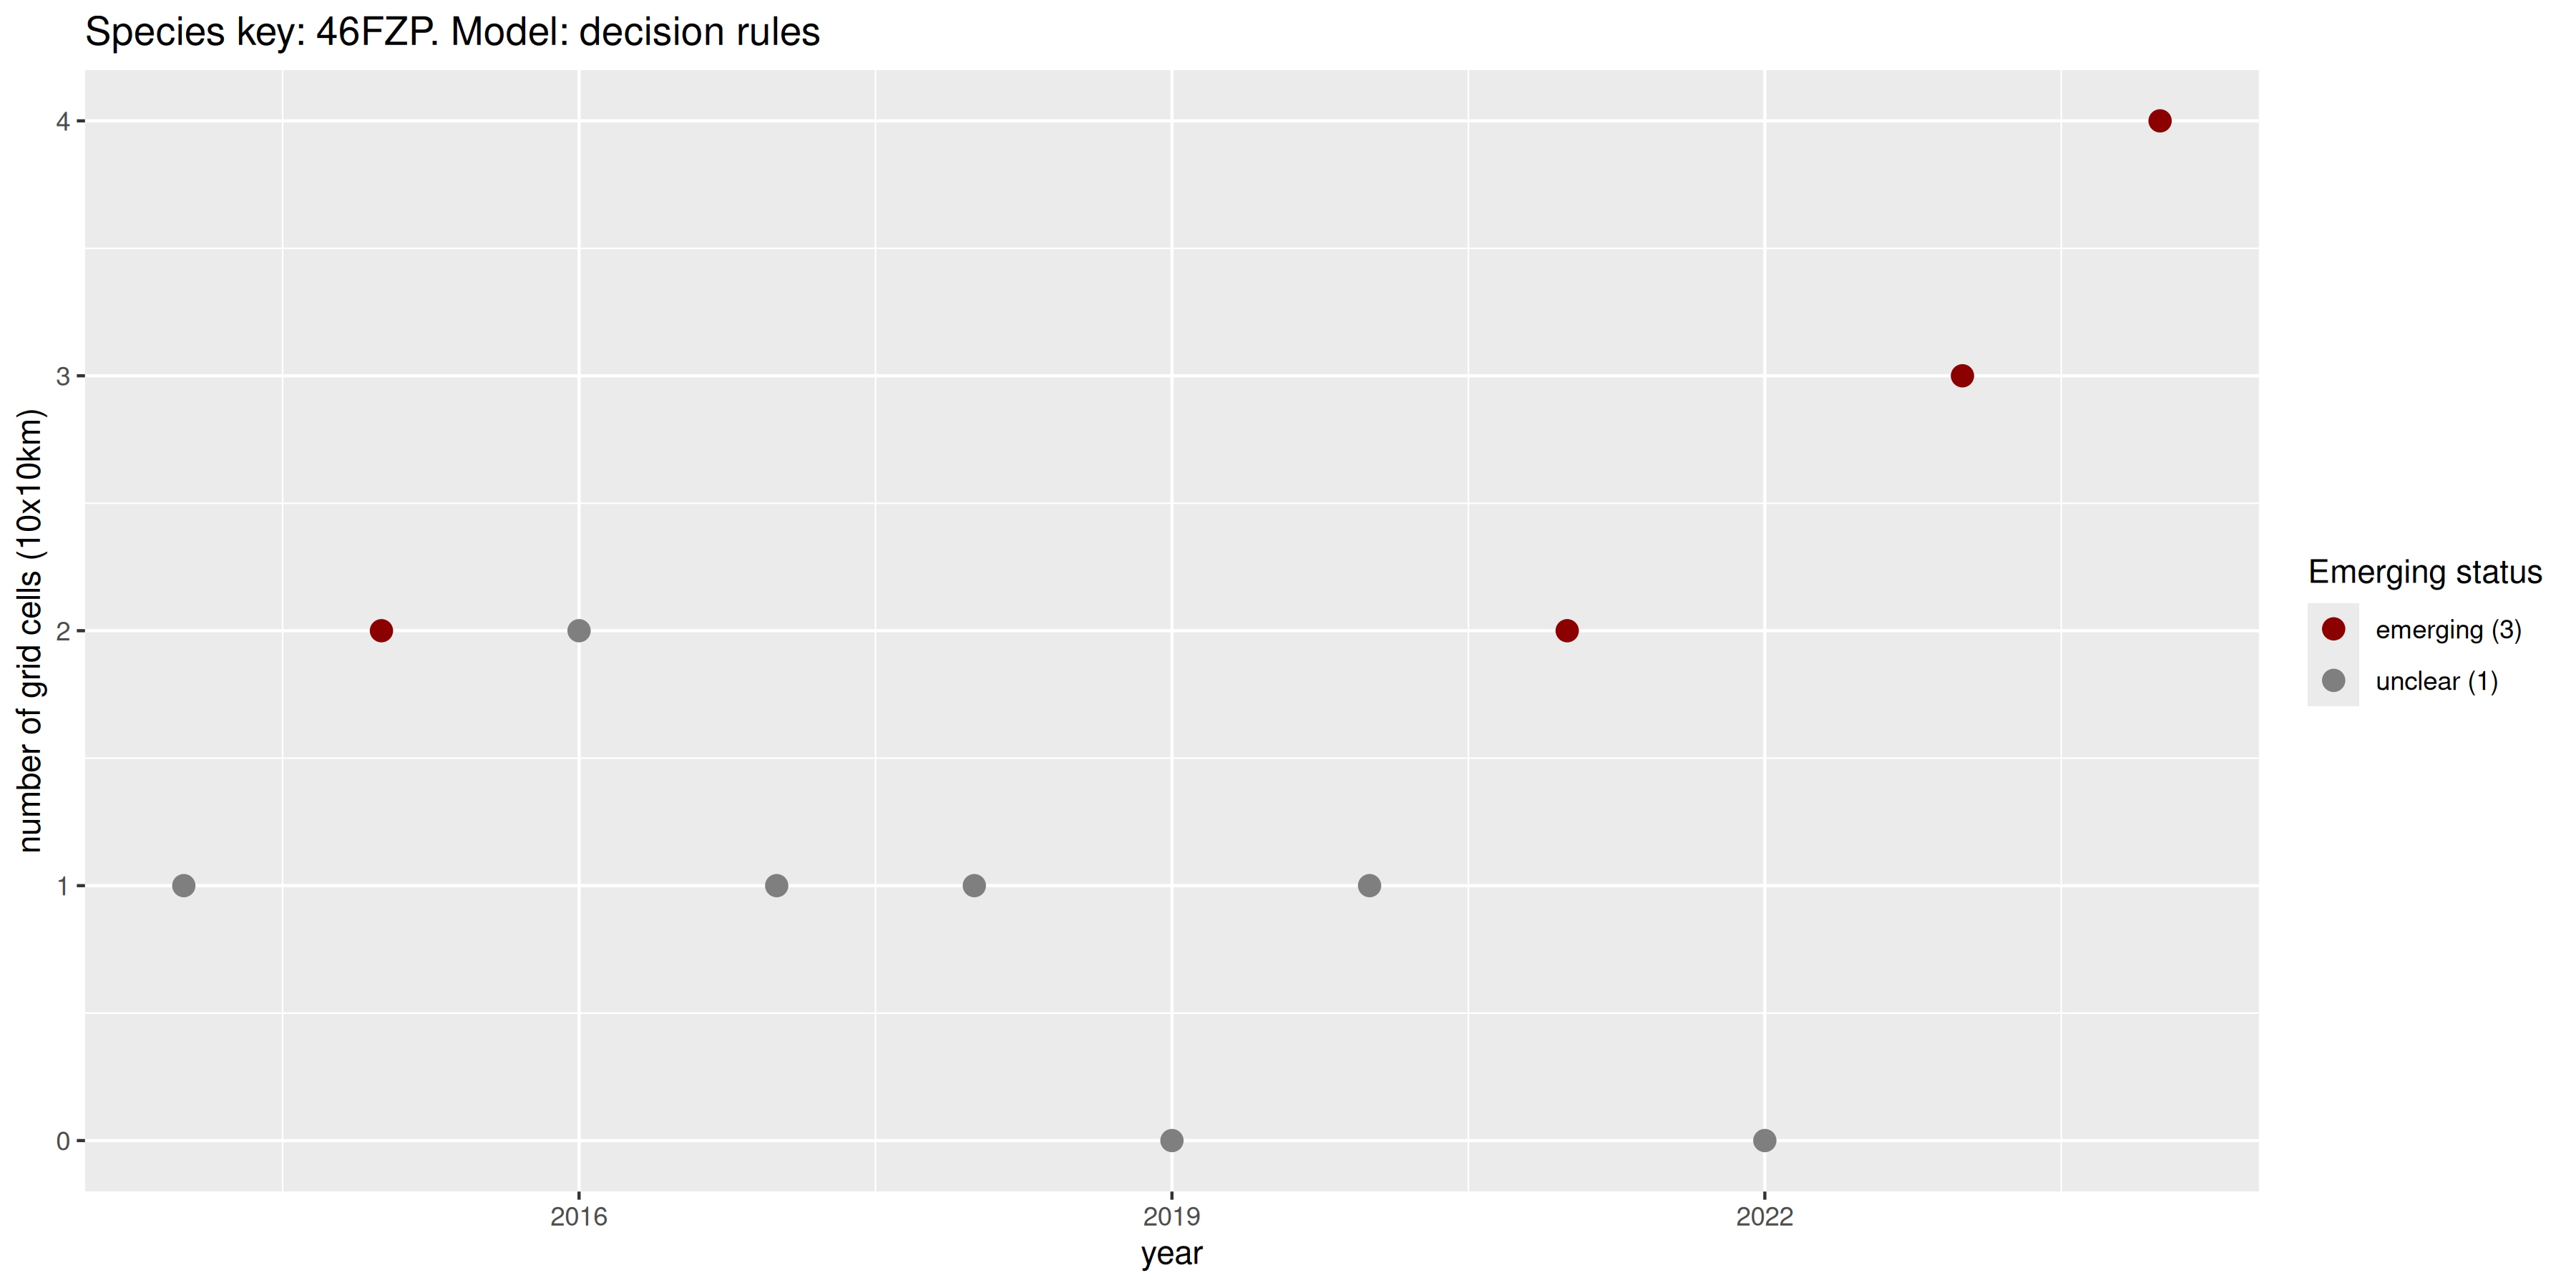 Species key: 46FZP. Model: decision rules
number of grid cells (10x10km)
4
3
2
1
0
2016
2019
2022
year
Emerging status
emerging (3)
unclear (1)